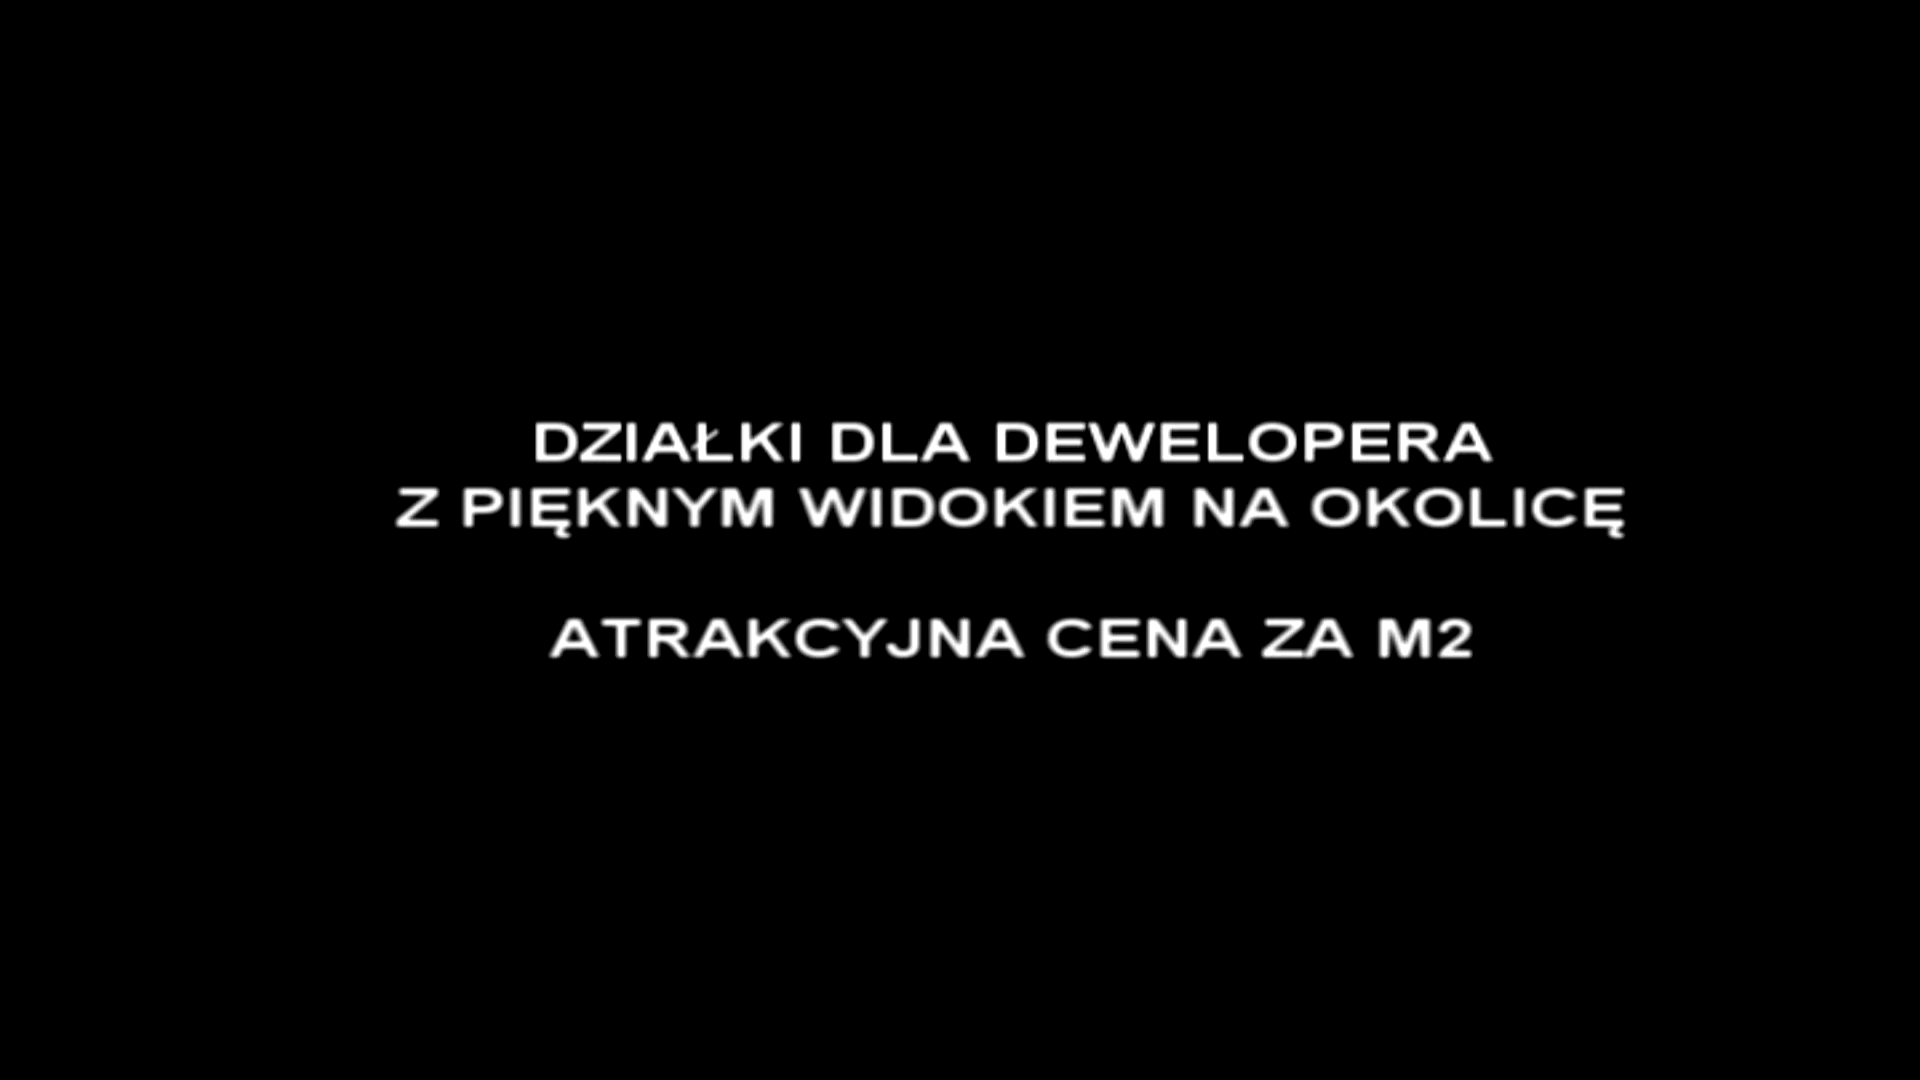 DZIAŁKI DLA DEWELOPERA
Z PIĘKNYM WIDOKIEM NA OKOLICĘ
ATRAKCYJNA CENA ZA M2